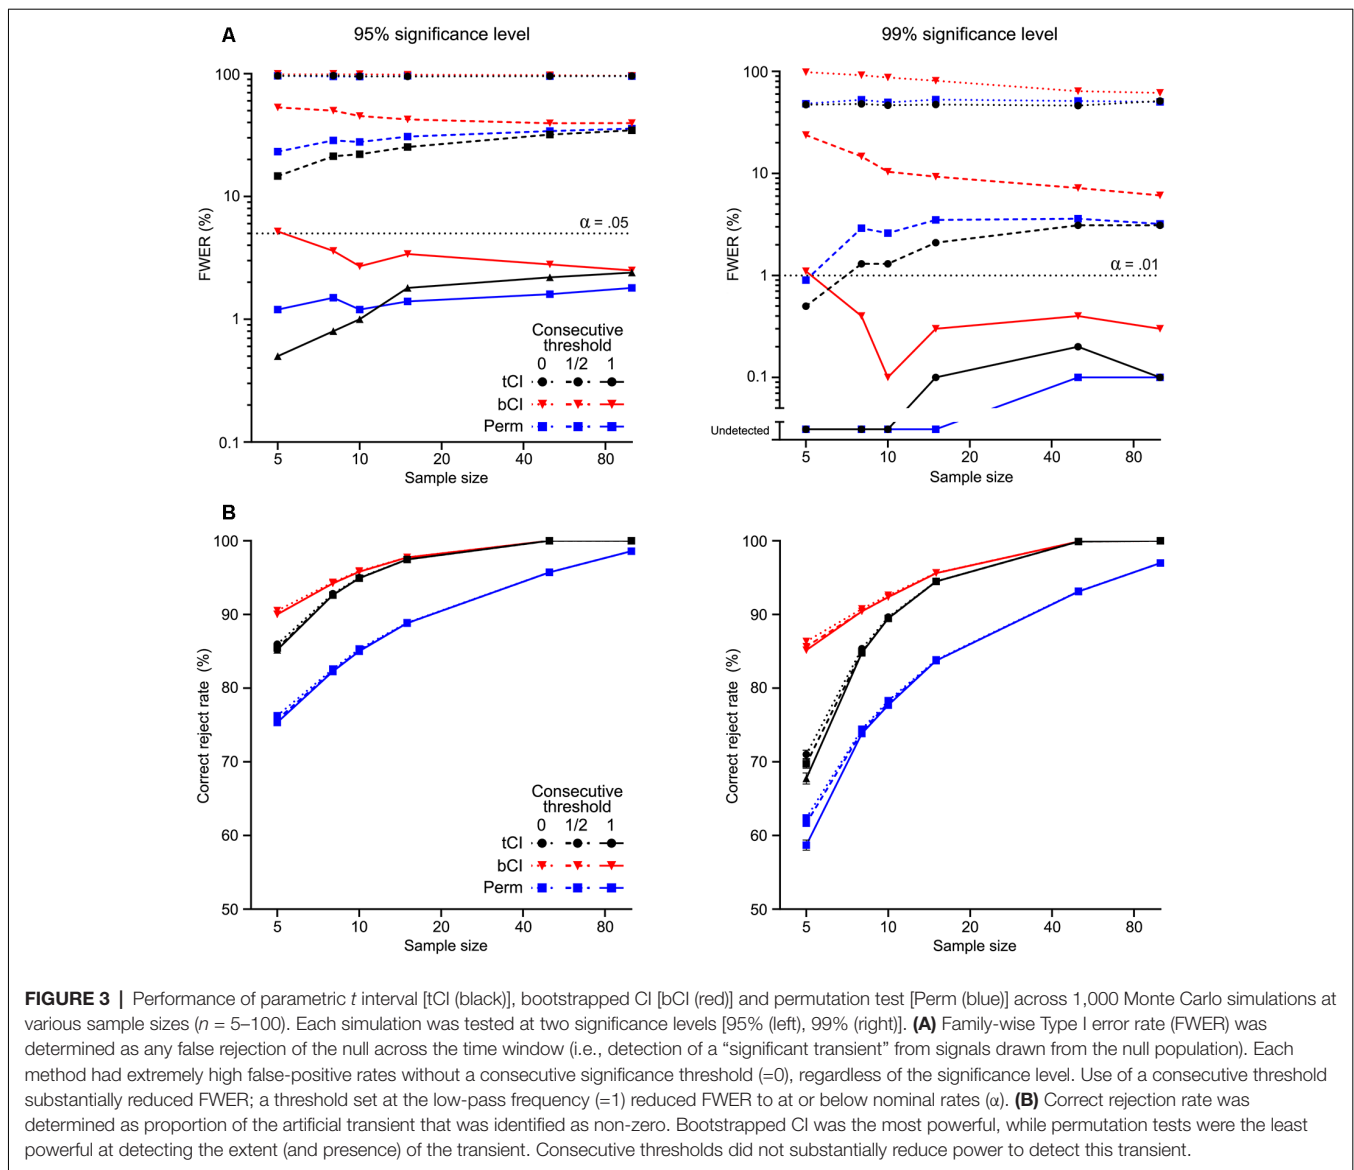 A
95% significance level
99% significance level
100
10
1
0.1
FWER (%)
α = .05
Consecutive
threshold
0 1/2 1
tCI
bCI
Perm
5 10 20 40 80
Sample size
100
10
1
0.1
Undetected
FWER (%)
α = .01
5 10 20 40 80
Sample size
B
100
90
80
70
60
50
Correct reject rate (%)
Consecutive
threshold
0 1/2 1
tCI
bCI
Perm
5 10 20 40 80
Sample size
100
90
80
70
60
50
Correct reject rate (%)
5 10 20 40 80
Sample size
FIGURE 3 | Performance of parametric t interval [tCI (black)], bootstrapped CI [bCI (red)] and permutation test [Perm (blue)] across 1,000 Monte Carlo simulations at
various sample sizes (n = 5–100). Each simulation was tested at two significance levels [95% (left), 99% (right)]. (A) Family-wise Type I error rate (FWER) was
determined as any false rejection of the null across the time window (i.e., detection of a “significant transient” from signals drawn from the null population). Each
method had extremely high false-positive rates without a consecutive significance threshold (=0), regardless of the significance level. Use of a consecutive threshold
substantially reduced FWER; a threshold set at the low-pass frequency (=1) reduced FWER to at or below nominal rates (α). (B) Correct rejection rate was
determined as proportion of the artificial transient that was identified as non-zero. Bootstrapped CI was the most powerful, while permutation tests were the least
powerful at detecting the extent (and presence) of the transient. Consecutive thresholds did not substantially reduce power to detect this transient.